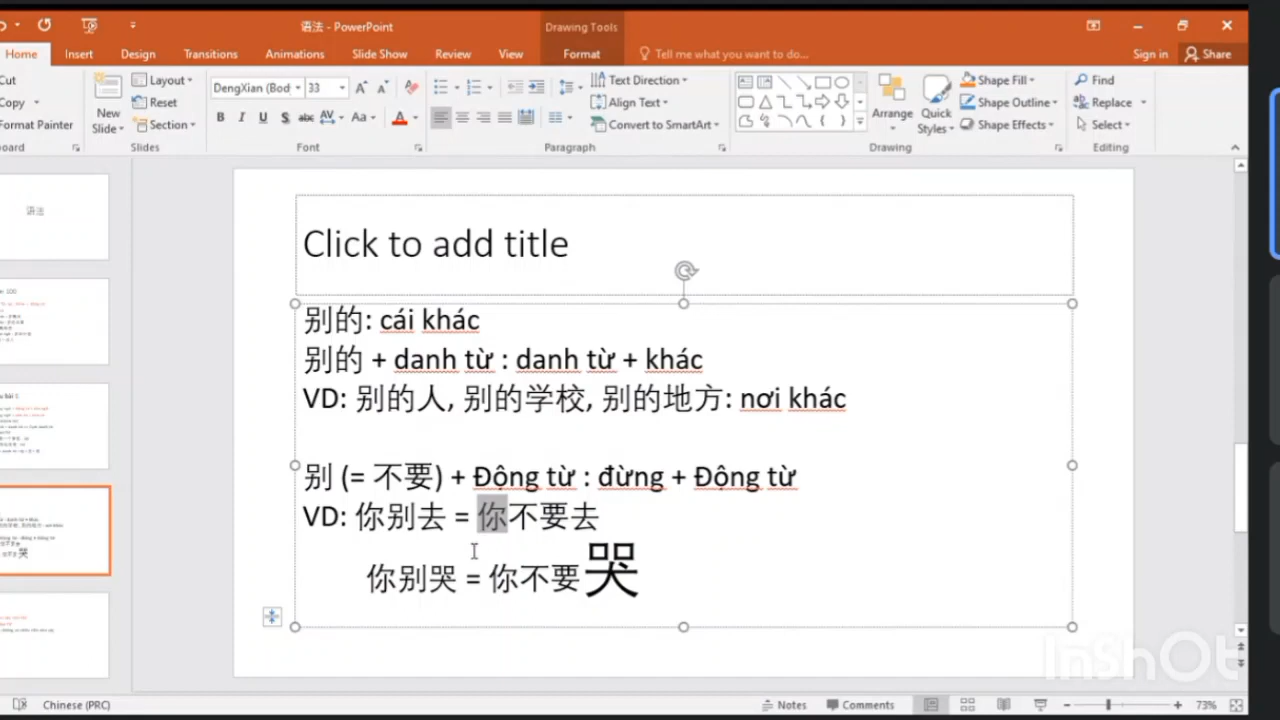 语法 - PowerPoint
Drawing Tools
Home Insert Design Transitions Animations Slide Show Review View Format Tell me what you want to do... Sign in Share
Cut
Copy
Format Painter
New Slide
Layout
Reset
Section
Slides
DengXian (Bod 33
B I U S abc AV Aa A
Font
Text Direction
Align Text
Convert to SmartArt
Paragraph
Arrange
Quick Styles
Shape Fill
Shape Outline
Shape Effects
Drawing
Find
Replace
Select
Editing
语法
Click to add title
别的: cái khác
别的 + danh từ : danh từ + khác
VD: 别的人, 别的学校, 别的地方: nơi khác
别 (= 不要) + Động từ : đừng + Động từ
VD: 你别去 = 你不要去
你别哭 = 你不要哭
InShOt
Chinese (PRC) Notes Comments 73%